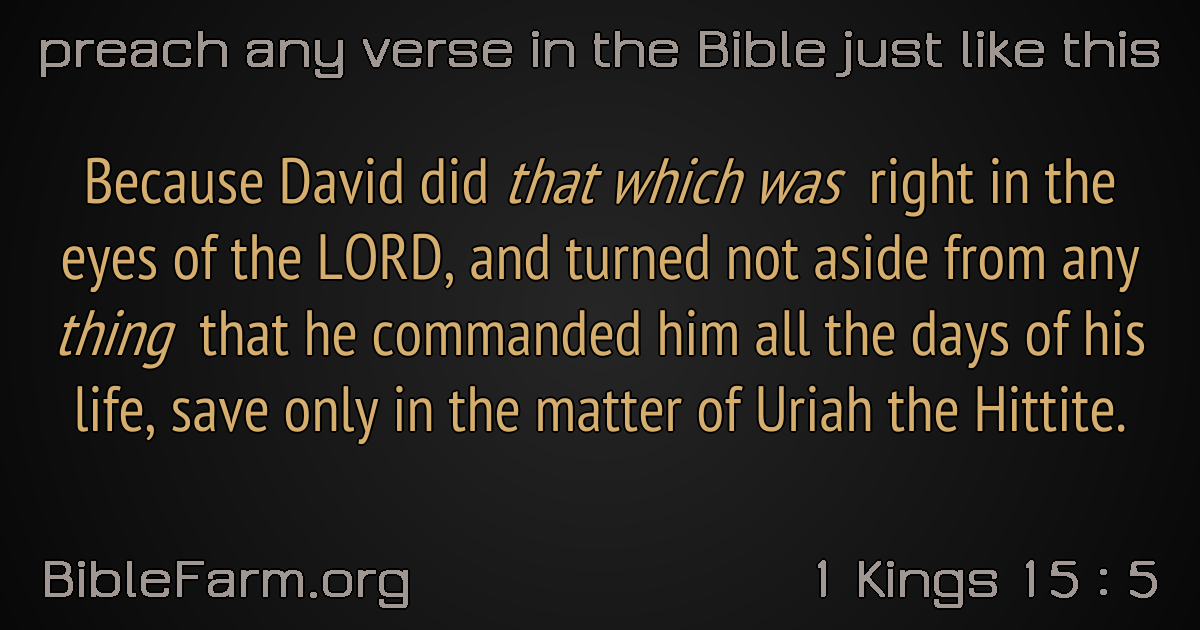 preach any verse in the Bible just like this
Because David did that which was right in the
eyes of the LORD, and turned not aside from any
thing that he commanded him all the days of his
life, save only in the matter of Uriah the Hittite.
BibleFarm.org
1 Kings 15 : 5